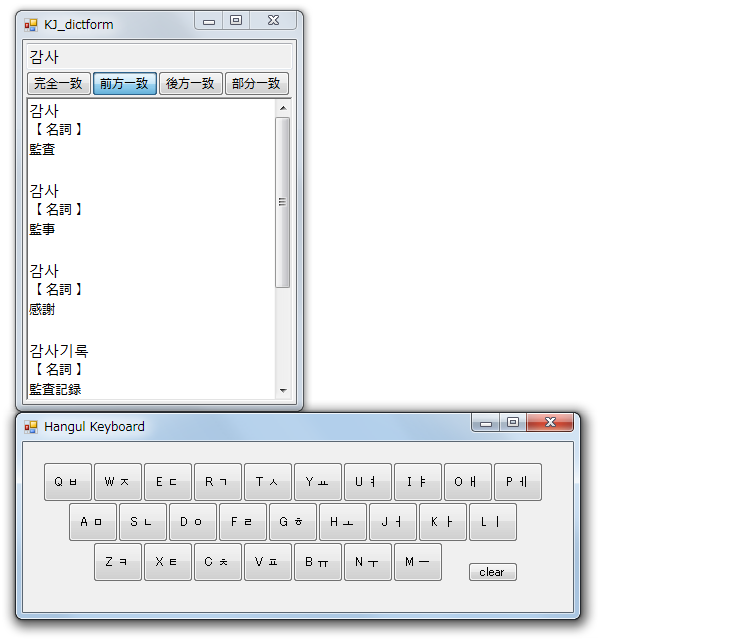 KJ_dictform
감사
完全一致 前方一致 後方一致 部分一致
감사
【 名詞 】
監査
감사
【 名詞 】
監事
감사
【 名詞 】
感謝
감사기록
【 名詞 】
監査記録
Hangul Keyboard
Q ㅂ W ㅈ E ㄷ R ㄱ T ㅅ Y ㅛ U ㅕ I ㅑ O ㅐ P ㅔ
A ㅁ S ㄴ D ㅇ F ㄹ G ㅎ H ㅗ J ㅓ K ㅏ L ㅣ
Z ㅋ X ㅌ C ㅊ V ㅍ B ㅠ N ㅜ M ㅡ clear